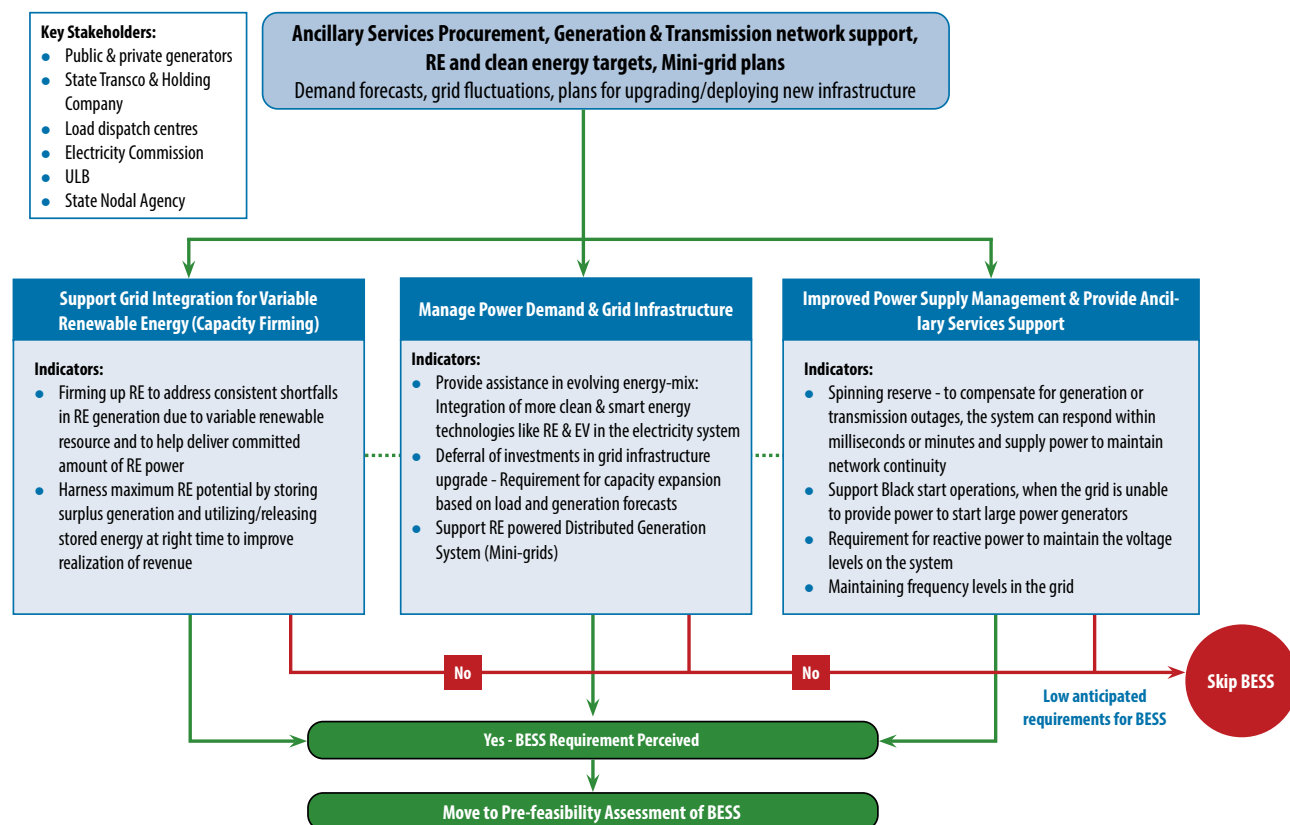 Key Stakeholders:
● Public & private generators
● State Transco & Holding
Company
● Load dispatch centres
● Electricity Commission
● ULB
● State Nodal Agency
Ancillary Services Procurement, Generation & Transmission network support,
RE and clean energy targets, Mini-grid plans
Demand forecasts, grid fluctuations, plans for upgrading/deploying new infrastructure
Support Grid Integration for Variable
Renewable Energy (Capacity Firming)
Indicators:
● Firming up RE to address consistent shortfalls
in RE generation due to variable renewable
resource and to help deliver committed
amount of RE power
● Harness maximum RE potential by storing
surplus generation and utilizing/releasing
stored energy at right time to improve
realization of revenue
Manage Power Demand & Grid Infrastructure
Indicators:
● Provide assistance in evolving energy-mix:
Integration of more clean & smart energy
technologies like RE & EV in the electricity system
● Deferral of investments in grid infrastructure
upgrade - Requirement for capacity expansion
based on load and generation forecasts
● Support RE powered Distributed Generation
System (Mini-grids)
Improved Power Supply Management & Provide Ancil-
lary Services Support
Indicators:
● Spinning reserve - to compensate for generation or
transmission outages, the system can respond within
milliseconds or minutes and supply power to maintain
network continuity
● Support Black start operations, when the grid is unable
to provide power to start large power generators
● Requirement for reactive power to maintain the voltage
levels on the system
● Maintaining frequency levels in the grid
No
No
Skip BESS
Low anticipated
requirements for BESS
Yes - BESS Requirement Perceived
Move to Pre-feasibility Assessment of BESS